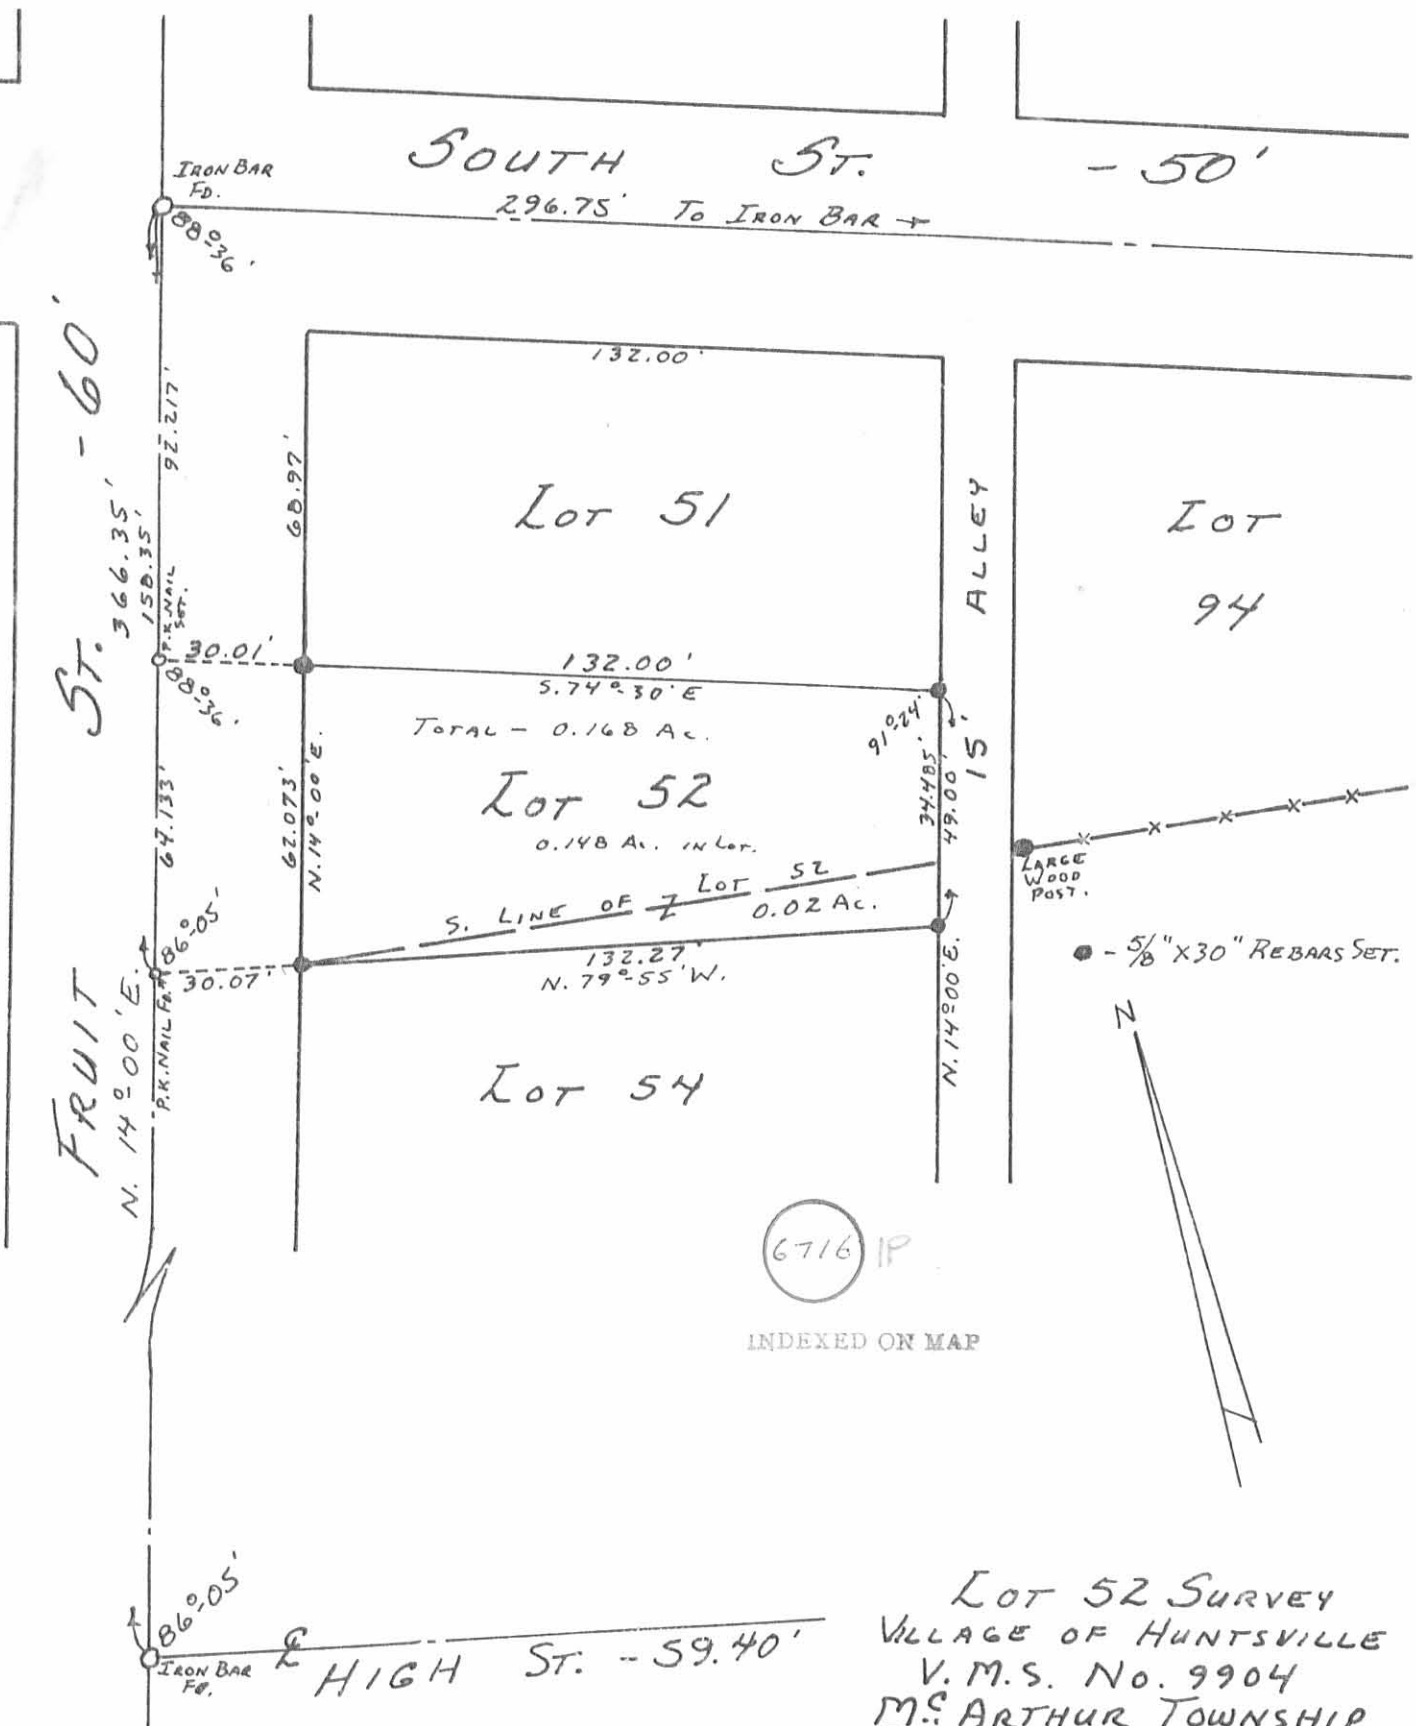 SOUTH ST. - 50'
IRON BAR
FD.
296.75' TO IRON BAR
88°-36'
132.00'
ST. - 60'
92.217'
68.97'
LOT 51
ALLEY
LOT
94
366.35'
158.35'
P.K. NAIL
SET.
30.01'
88°-36'
132.00'
S. 74°-30' E
TOTAL - 0.168 AC.
91°-24'
15'
LOT 52
0.148 AC. IN LOT.
64.133'
62.073'
N. 14°-00' E.
34.485'
49.00'
S. LINE OF LOT 52
0.02 AC.
LARGE
WOOD
POST.
86°-05'
30.07'
132.27'
N. 79°-55' W.
- 5/8" X 30" REBARS SET.
FRUIT
N. 14°-00' E.
P.K. NAIL FD.
N. 14°00' E.
N
LOT 54
6716 1P
INDEXED ON MAP
86°-05'
IRON BAR
FD.
℄ HIGH ST. - 59.40'
LOT 52 SURVEY
VILLAGE OF HUNTSVILLE
V.M.S. No. 9904
Mc ARTHUR TOWNSHIP